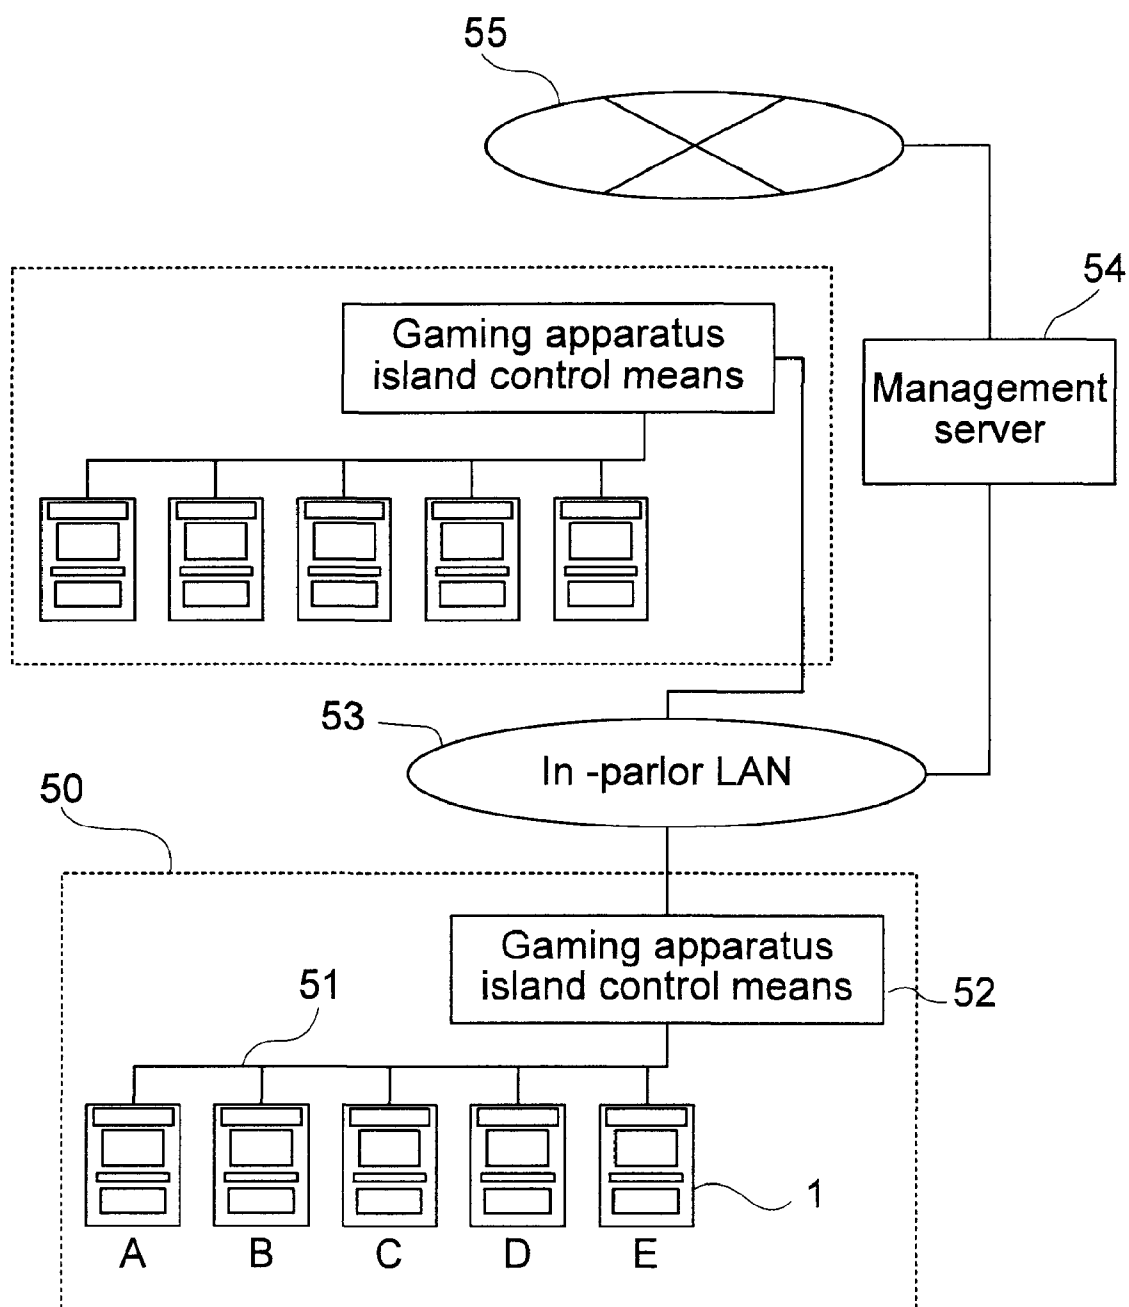 55
54
Gaming apparatus
island control means
Management
server
53
In -parlor LAN
50
Gaming apparatus
island control means
52
51
1
A B C D E